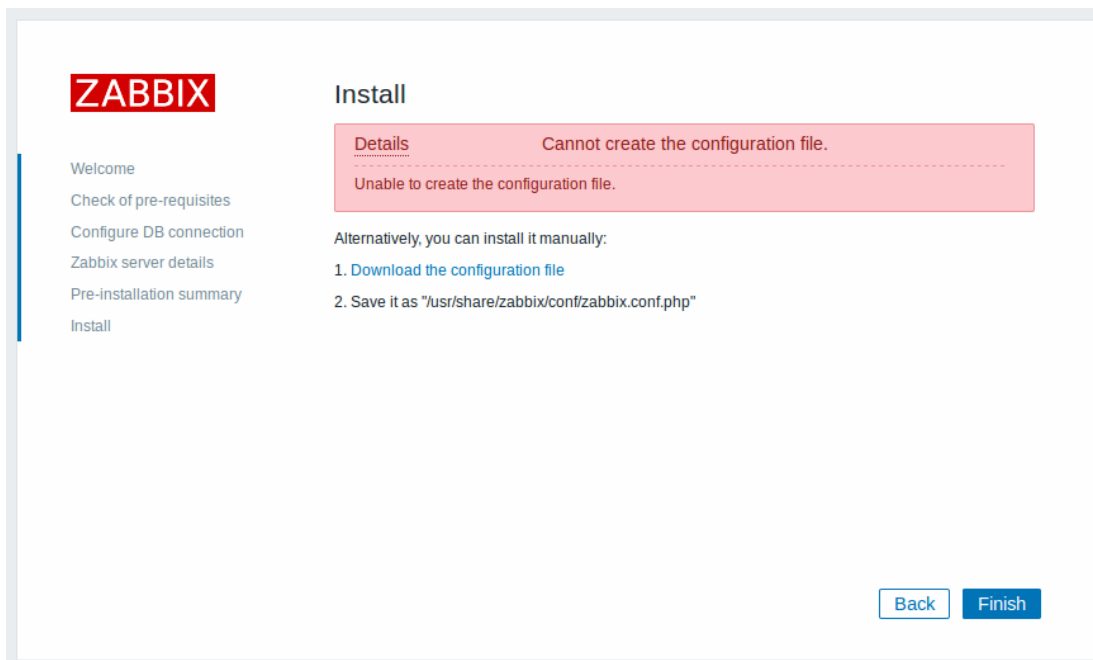 ZABBIX
Welcome
Check of pre-requisites
Configure DB connection
Zabbix server details
Pre-installation summary
Install
Install
Details Cannot create the configuration file.
Unable to create the configuration file.
Alternatively, you can install it manually:
1. Download the configuration file
2. Save it as "/usr/share/zabbix/conf/zabbix.conf.php"
Back Finish